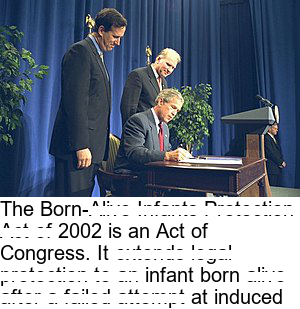 The Born-Alive Infants Protection
Act of 2002 is an Act of
Congress. It extends legal
protection to an infant born alive
after a failed attempt at induced